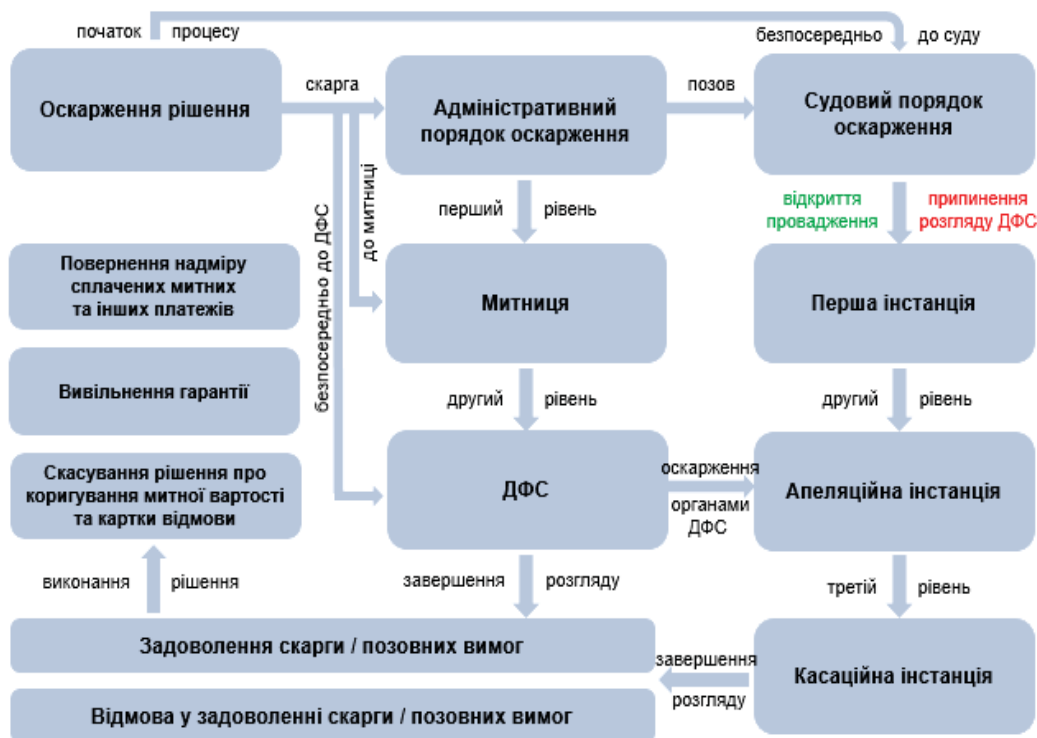 початок процесу
безпосередньо до суду
Оскарження рішення
скарга
Адміністративний
порядок оскарження
позов
Судовий порядок
оскарження
безпосередньо до ДФС
до митниці
перший рівень
відкриття
провадження
припинення
розгляду ДФС
Повернення надміру
сплачених митних
та інших платежів
Митниця
Перша інстанція
Вивільнення гарантії
другий рівень
другий рівень
Скасування рішення про
коригування митної вартості
та картки відмови
ДФС
оскарження
органами
ДФС
Апеляційна інстанція
виконання рішення
завершення розгляду
третій рівень
Задоволення скарги / позовних вимог
завершення
розгляду
Касаційна інстанція
Відмова у задоволенні скарги / позовних вимог